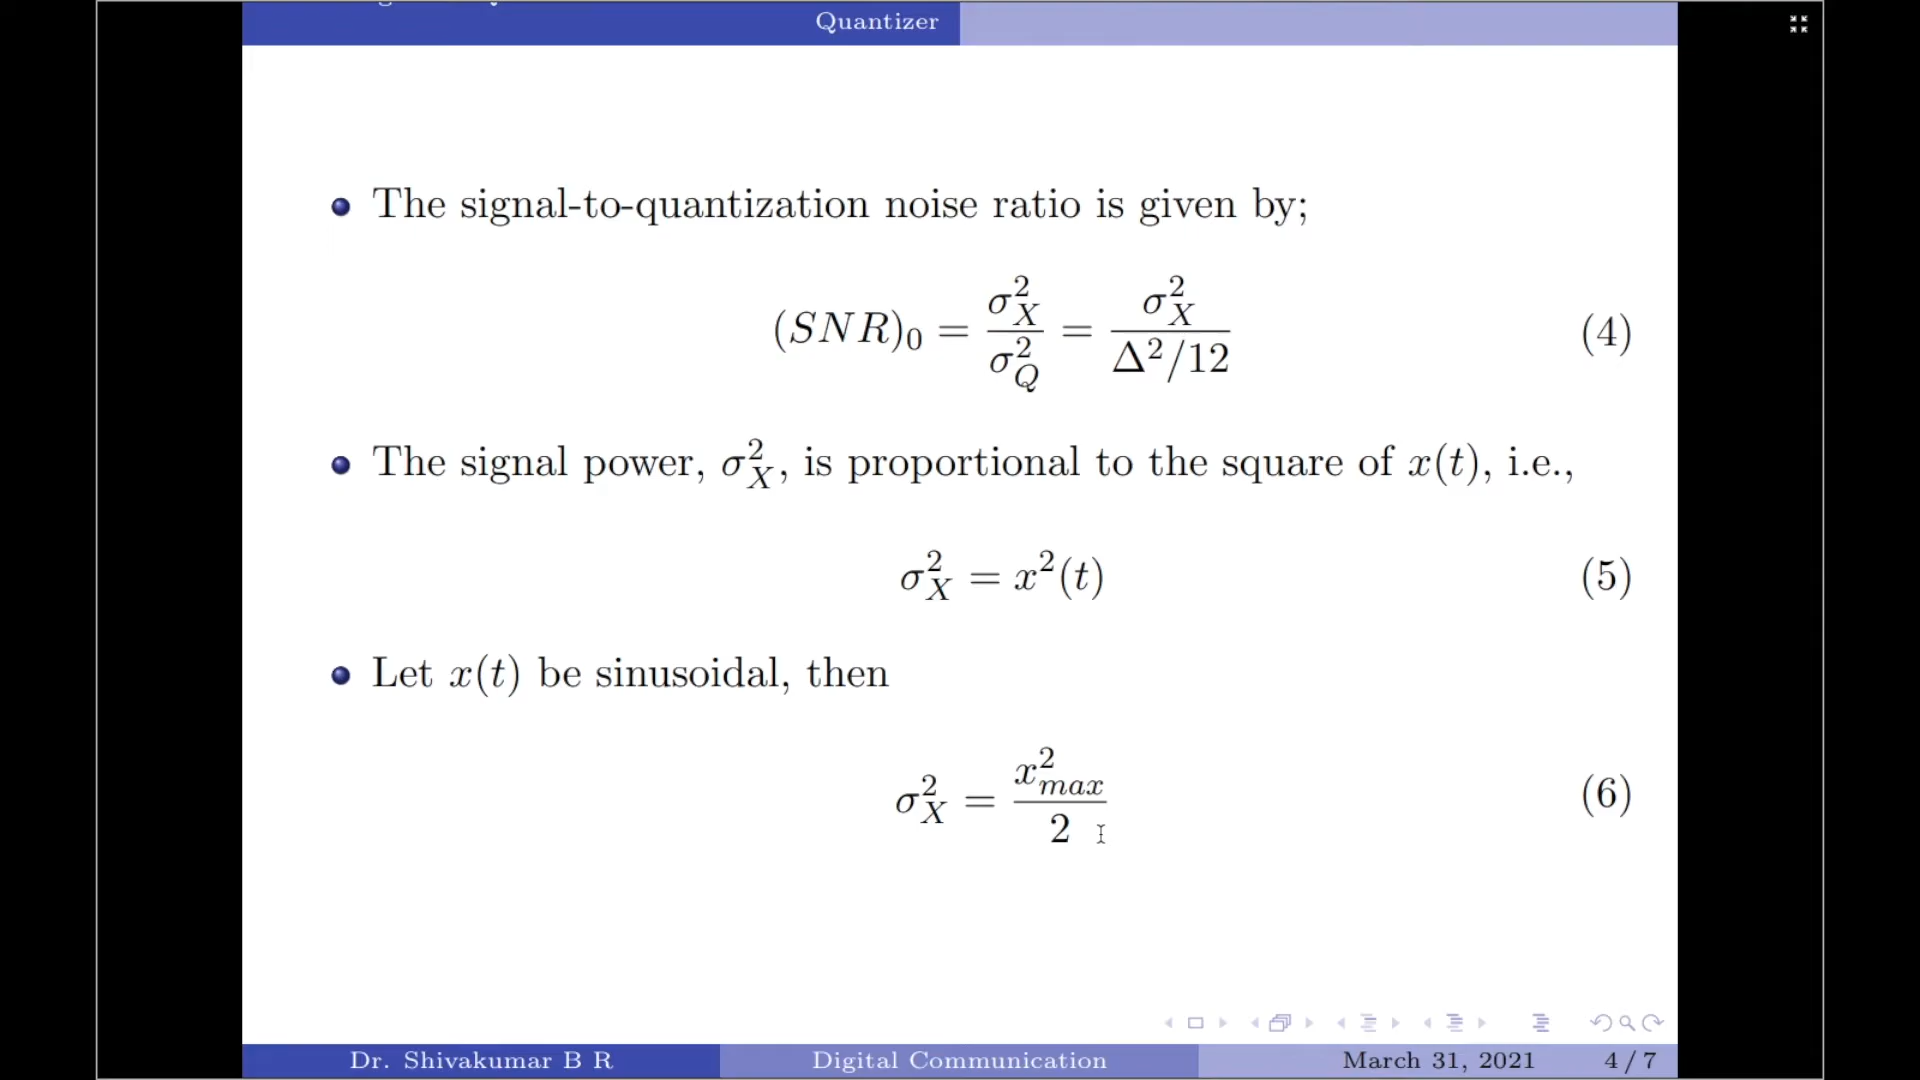 Quantizer
The signal-to-quantization noise ratio is given by;
(SNR)₀ = σ²_X / σ²_Q = σ²_X / (Δ²/12) (4)
The signal power, σ²_X, is proportional to the square of x(t), i.e.,
σ²_X = x²(t) (5)
Let x(t) be sinusoidal, then
σ²_X = x²_max / 2 (6)
Dr. Shivakumar B R Digital Communication March 31, 2021 4 / 7